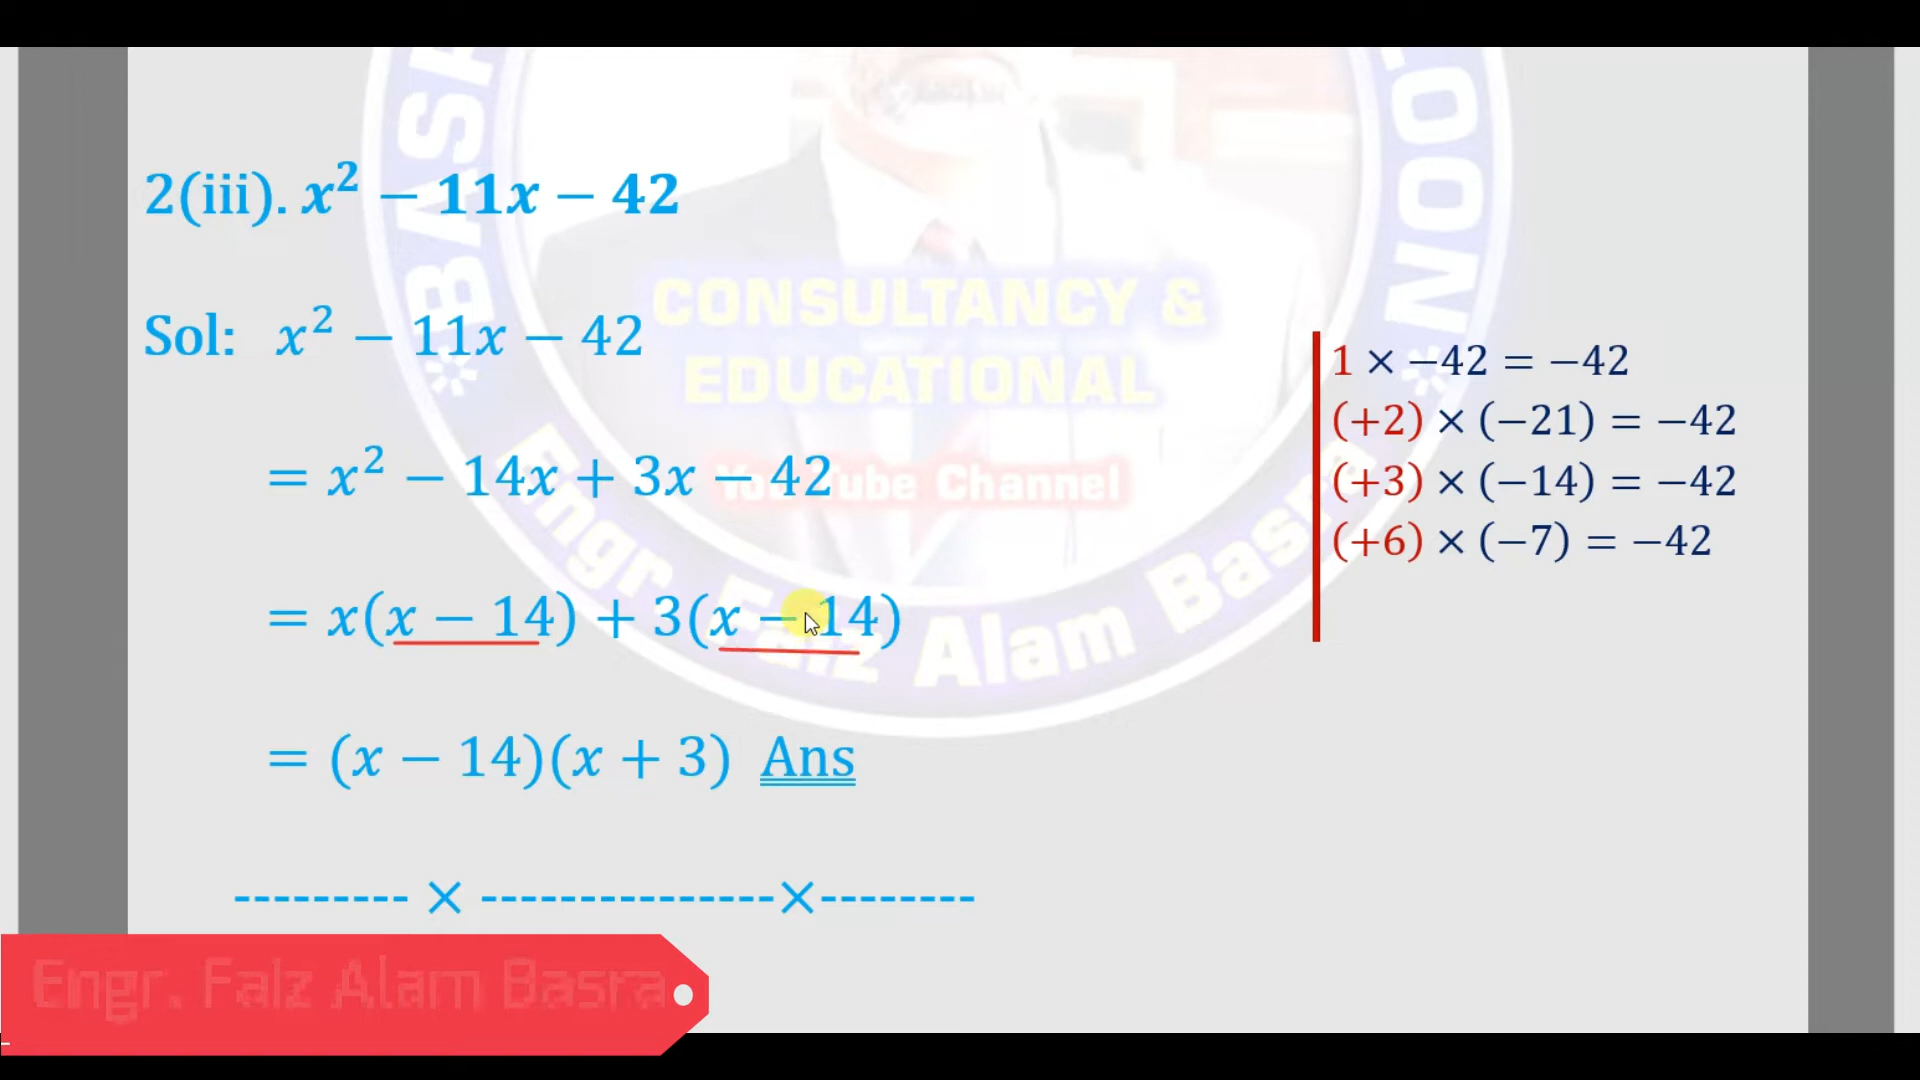 2(iii). x² − 11x − 42
Sol: x² − 11x − 42
= x² − 14x + 3x − 42
= x(x − 14) + 3(x − 14)
= (x − 14)(x + 3) Ans
--------- × ---------------×--------
1 × −42 = −42
(+2) × (−21) = −42
(+3) × (−14) = −42
(+6) × (−7) = −42
CONSULTANCY &
EDUCATIONAL
YouTube Channel
Engr. Faiz Alam Basra
Engr. Faiz Alam Basra